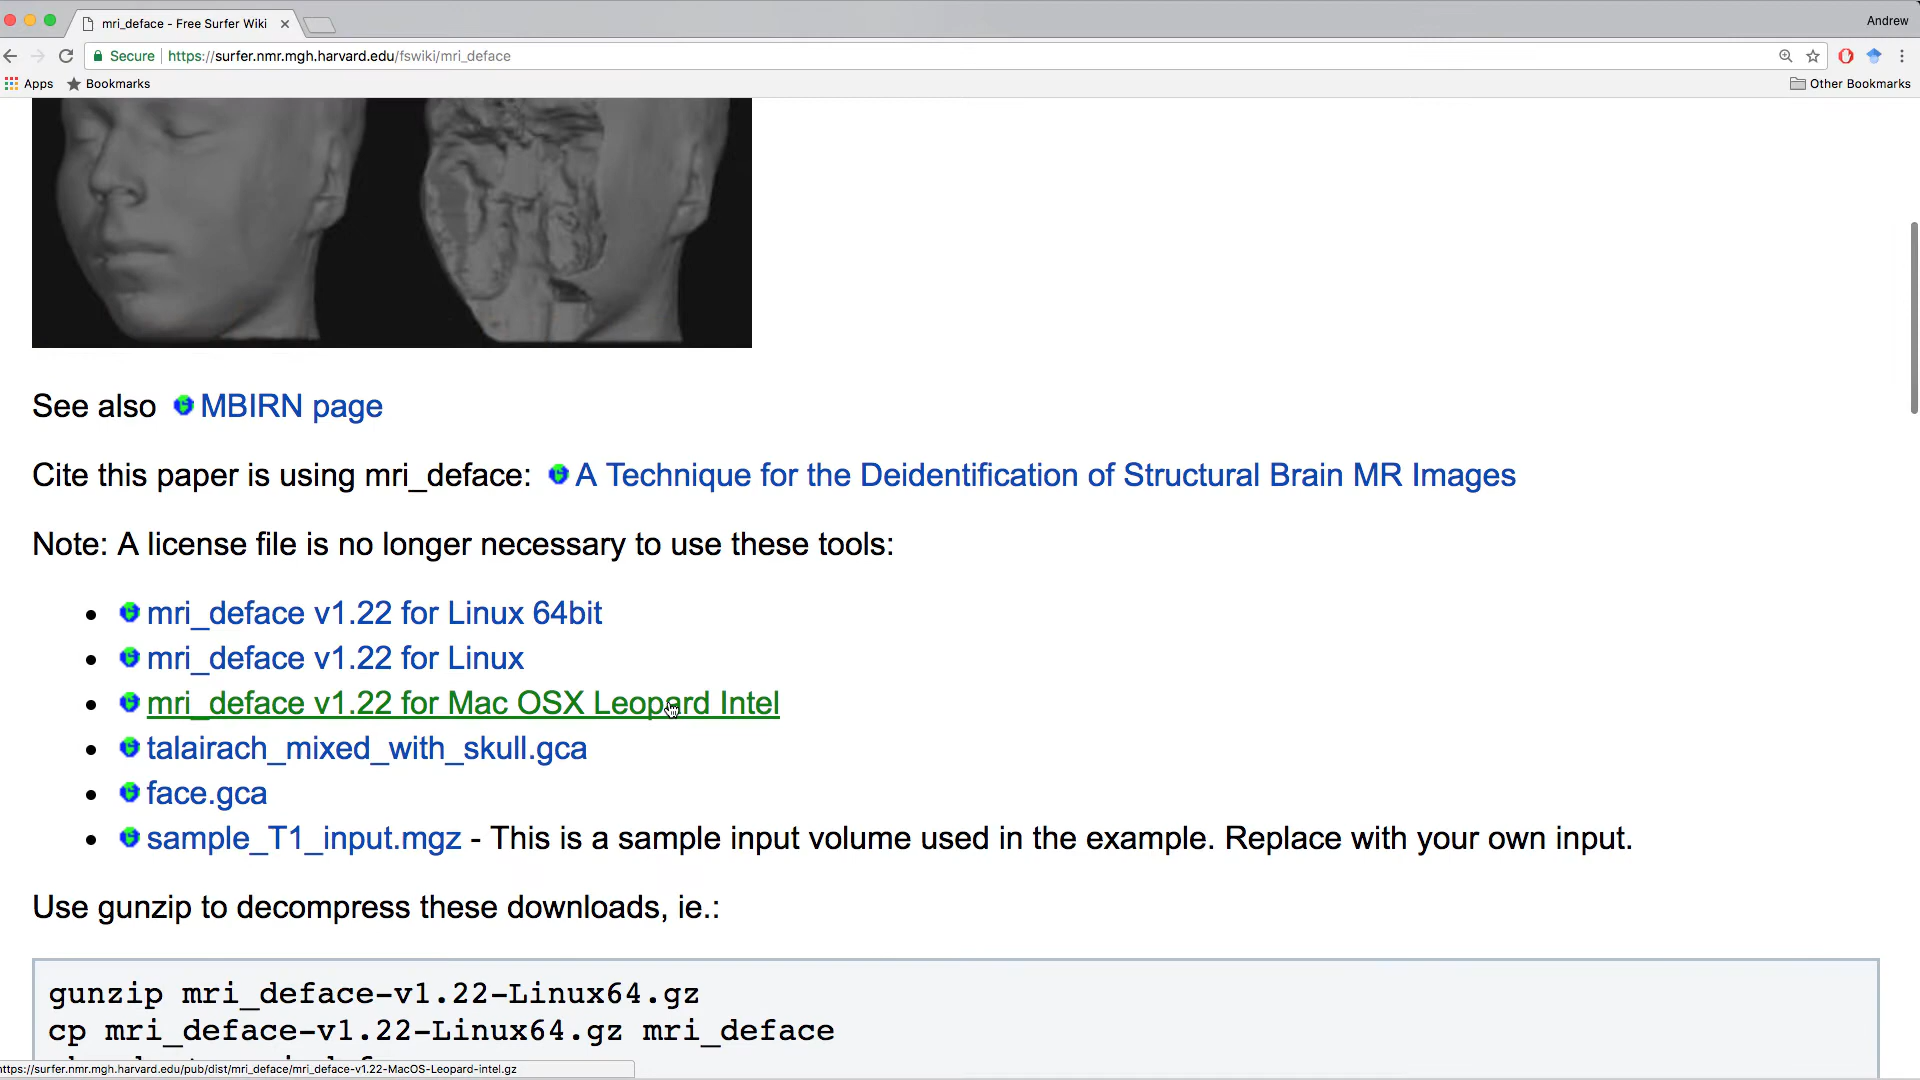 mri_deface - Free Surfer Wiki
Andrew
Secure https://surfer.nmr.mgh.harvard.edu/fswiki/mri_deface
Apps Bookmarks Other Bookmarks
See also MBIRN page
Cite this paper is using mri_deface: A Technique for the Deidentification of Structural Brain MR Images
Note: A license file is no longer necessary to use these tools:
mri_deface v1.22 for Linux 64bit
mri_deface v1.22 for Linux
mri_deface v1.22 for Mac OSX Leopard Intel
talairach_mixed_with_skull.gca
face.gca
sample_T1_input.mgz - This is a sample input volume used in the example. Replace with your own input.
Use gunzip to decompress these downloads, ie.:
gunzip mri_deface-v1.22-Linux64.gz
cp mri_deface-v1.22-Linux64.gz mri_deface
https://surfer.nmr.mgh.harvard.edu/pub/dist/mri_deface/mri_deface-v1.22-MacOS-Leopard-intel.gz